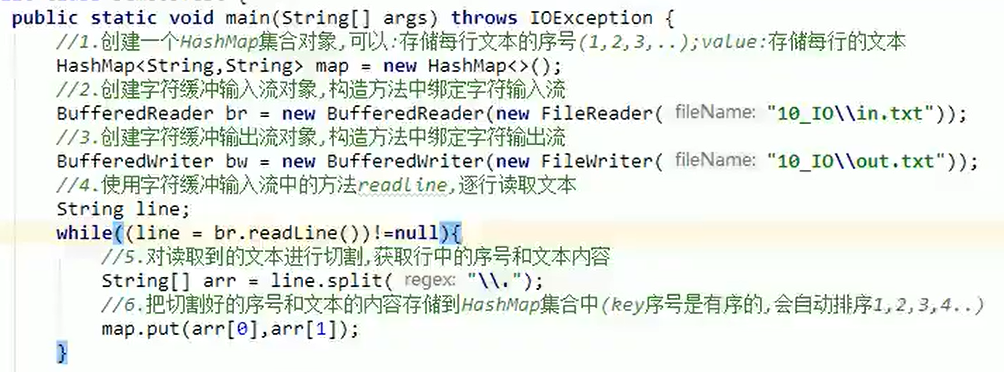 public static void main(String[] args) throws IOException {
//1.创建一个HashMap集合对象,可以:存储每行文本的序号(1,2,3,..);value:存储每行的文本
HashMap<String,String> map = new HashMap<>();
//2.创建字符缓冲输入流对象,构造方法中绑定字符输入流
BufferedReader br = new BufferedReader(new FileReader( fileName: "10_IO\\in.txt"));
//3.创建字符缓冲输出流对象,构造方法中绑定字符输出流
BufferedWriter bw = new BufferedWriter(new FileWriter( fileName: "10_IO\\out.txt"));
//4.使用字符缓冲输入流中的方法readline,逐行读取文本
String line;
while((line = br.readLine())!=null){
//5.对读取到的文本进行切割,获取行中的序号和文本内容
String[] arr = line.split( regex: "\\.");
//6.把切割好的序号和文本的内容存储到HashMap集合中(key序号是有序的,会自动排序1,2,3,4..)
map.put(arr[0],arr[1]);
}